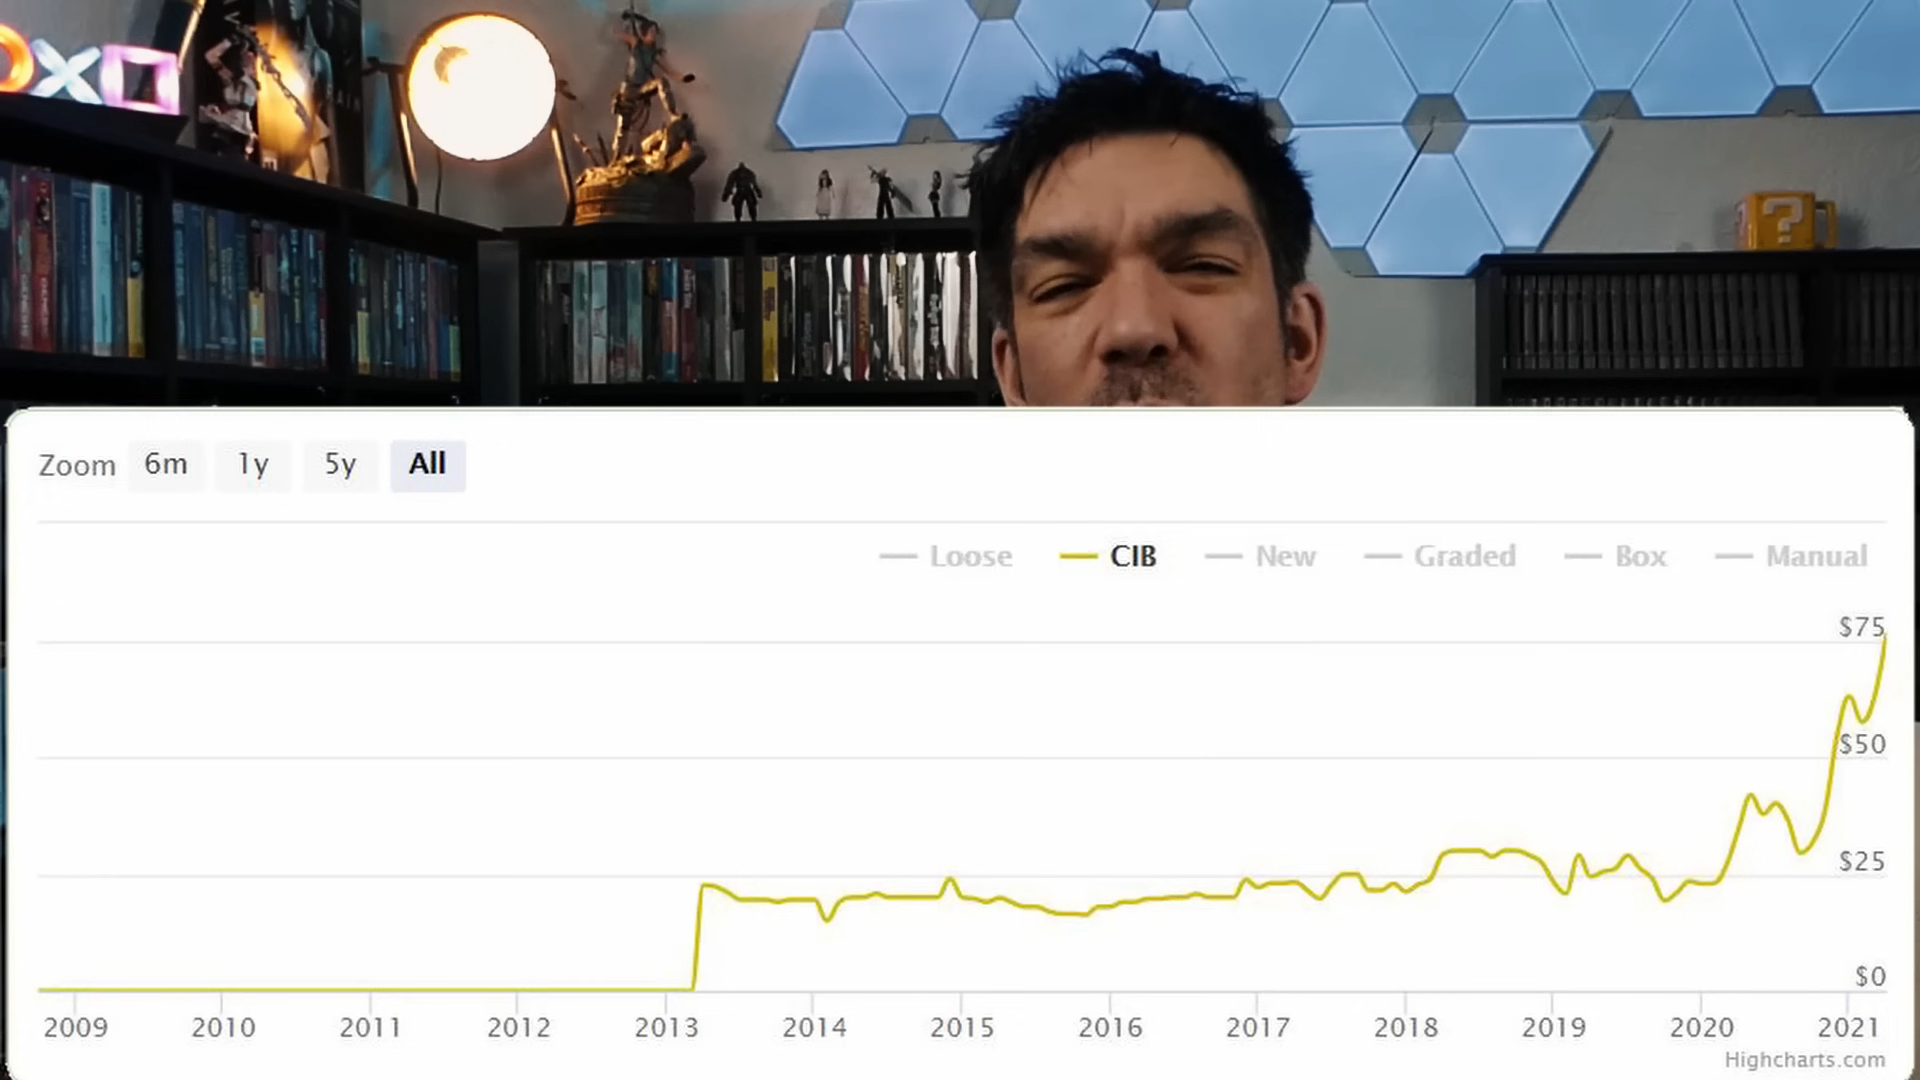 Zoom 6m 1y 5y All
Loose CIB New Graded Box Manual
$75
$50
$25
$0
2009 2010 2011 2012 2013 2014 2015 2016 2017 2018 2019 2020 2021
Highcharts.com